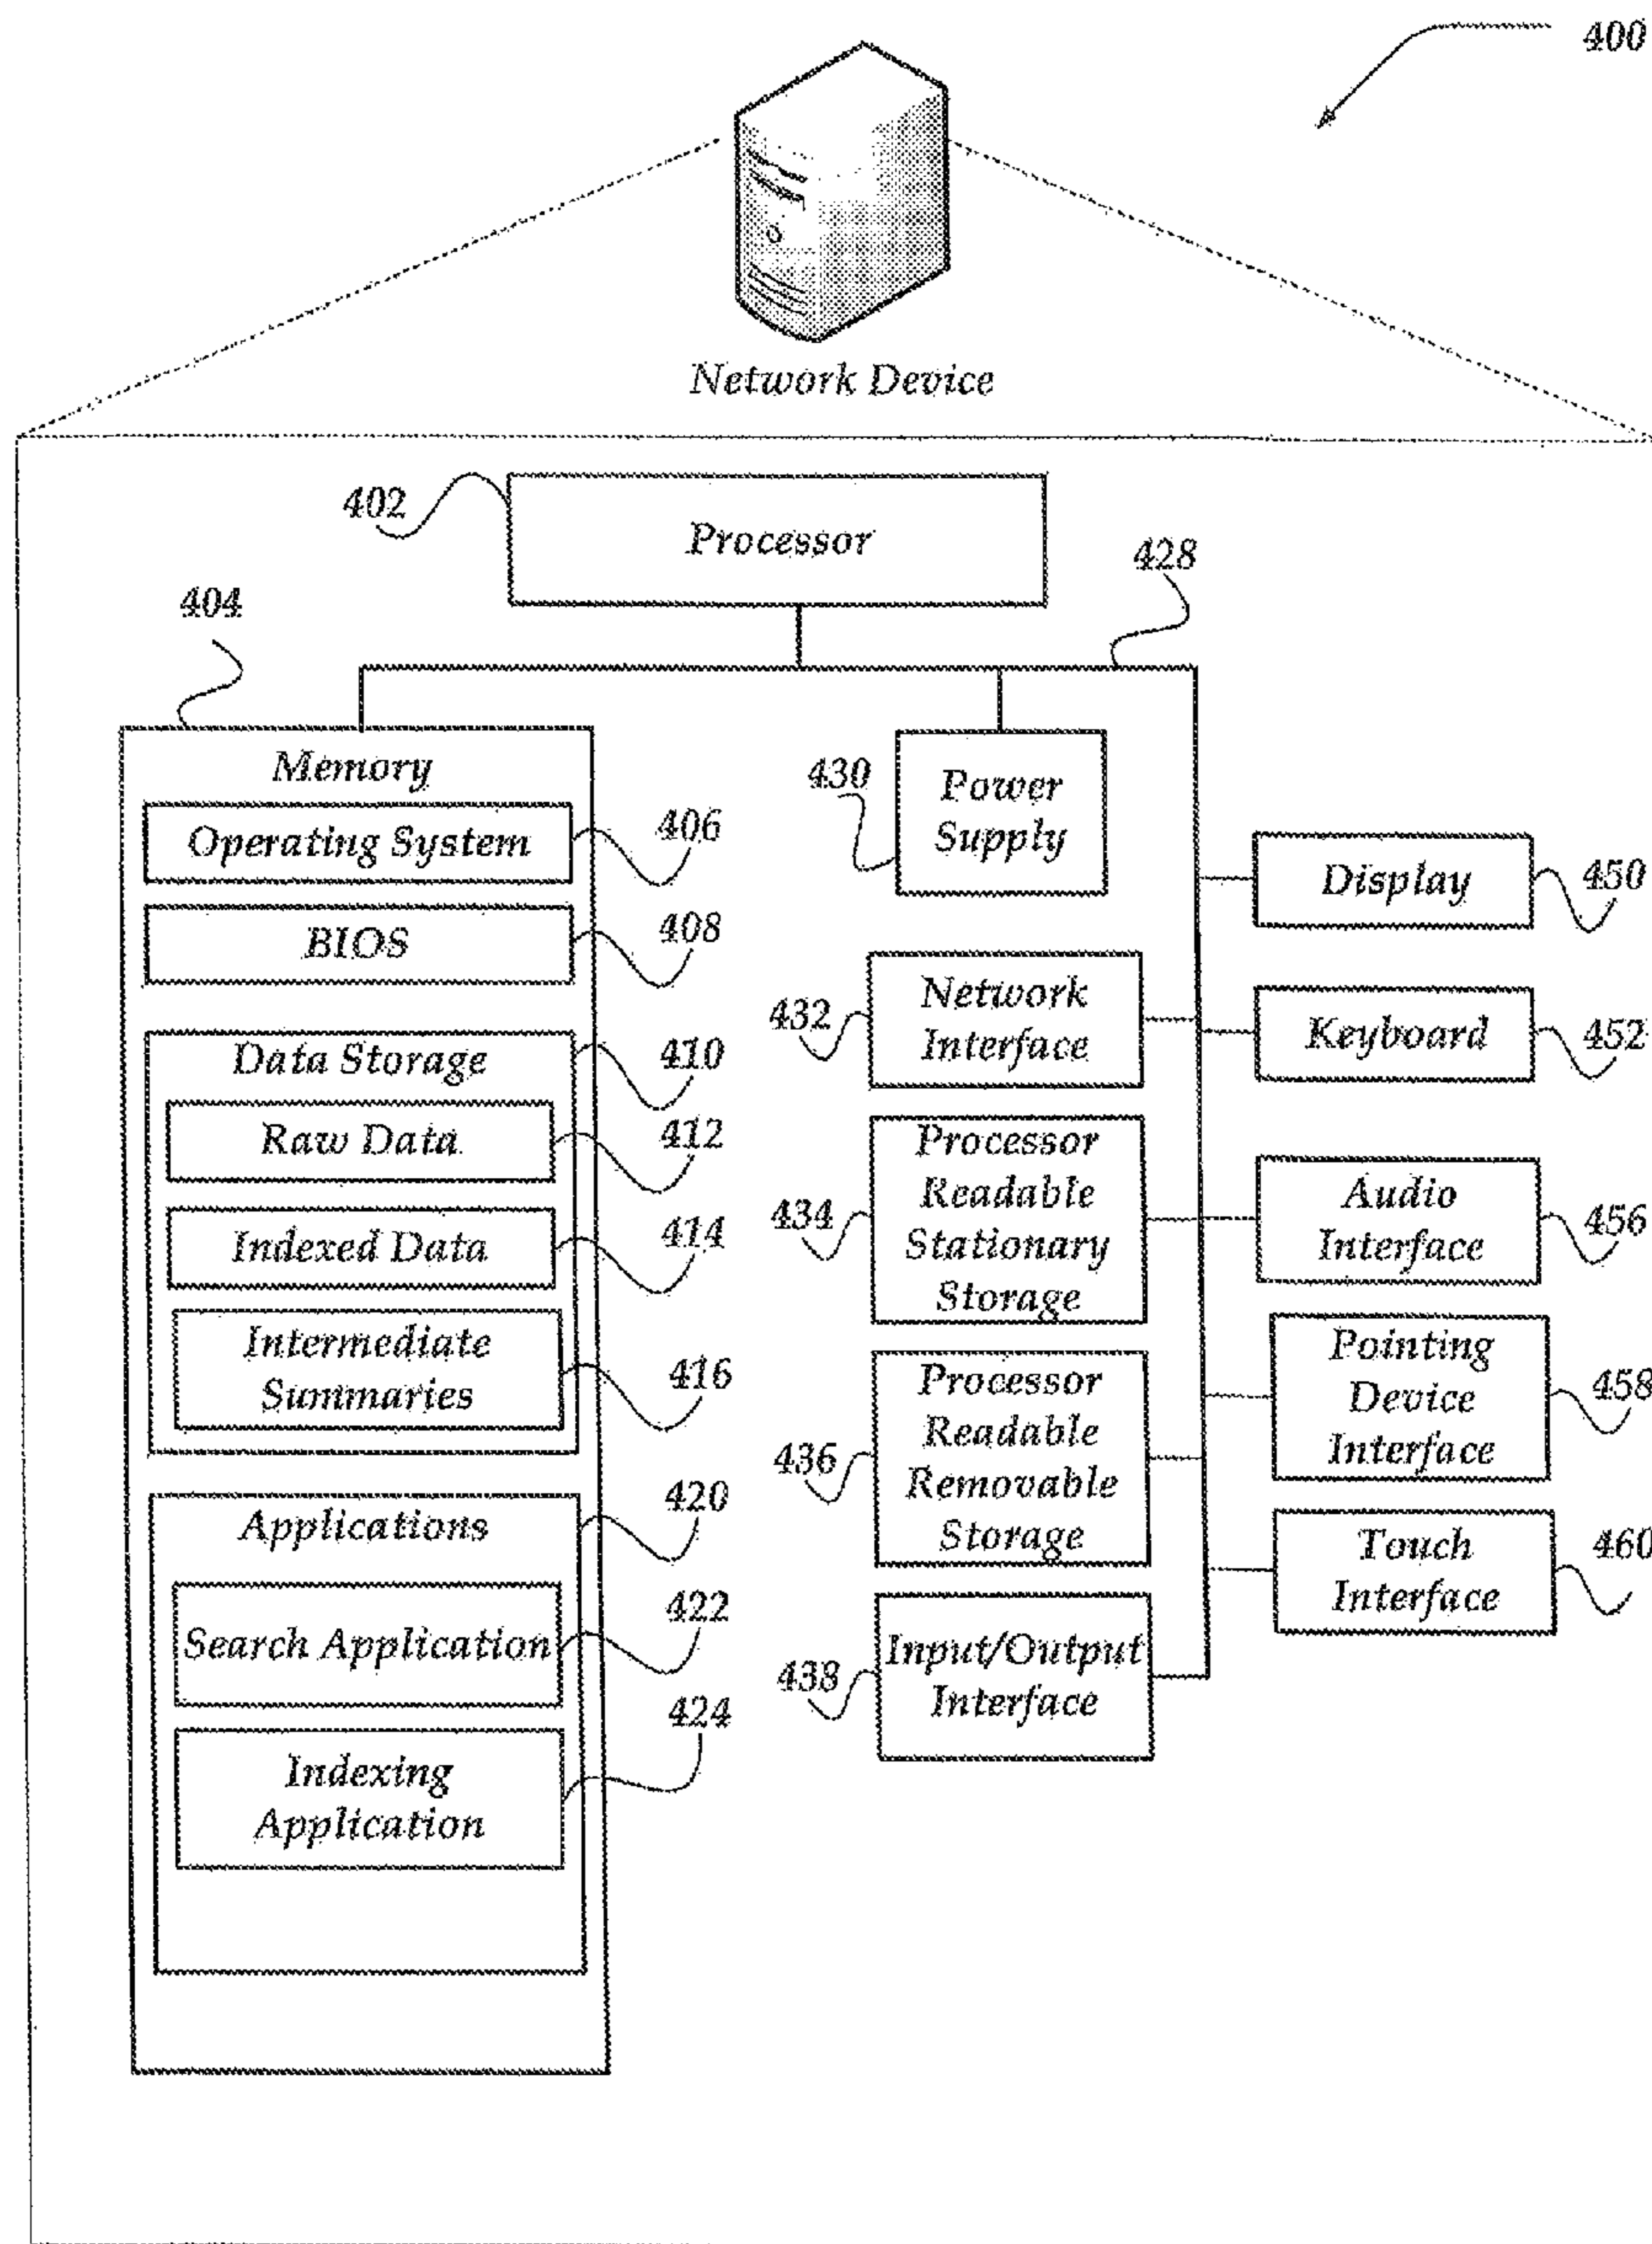 400
Network Device
402
Processor
428
404
Memory
Operating System
406
BIOS
408
Data Storage
410
Raw Data
412
Indexed Data
414
Intermediate
Summaries
416
Applications
420
Search Application
422
Indexing
Application
424
430
Power
Supply
432
Network
Interface
434
Processor
Readable
Stationary
Storage
436
Processor
Readable
Removable
Storage
438
Input/Output
Interface
Display
450
Keyboard
452
Audio
Interface
456
Pointing
Device
Interface
458
Touch
Interface
460